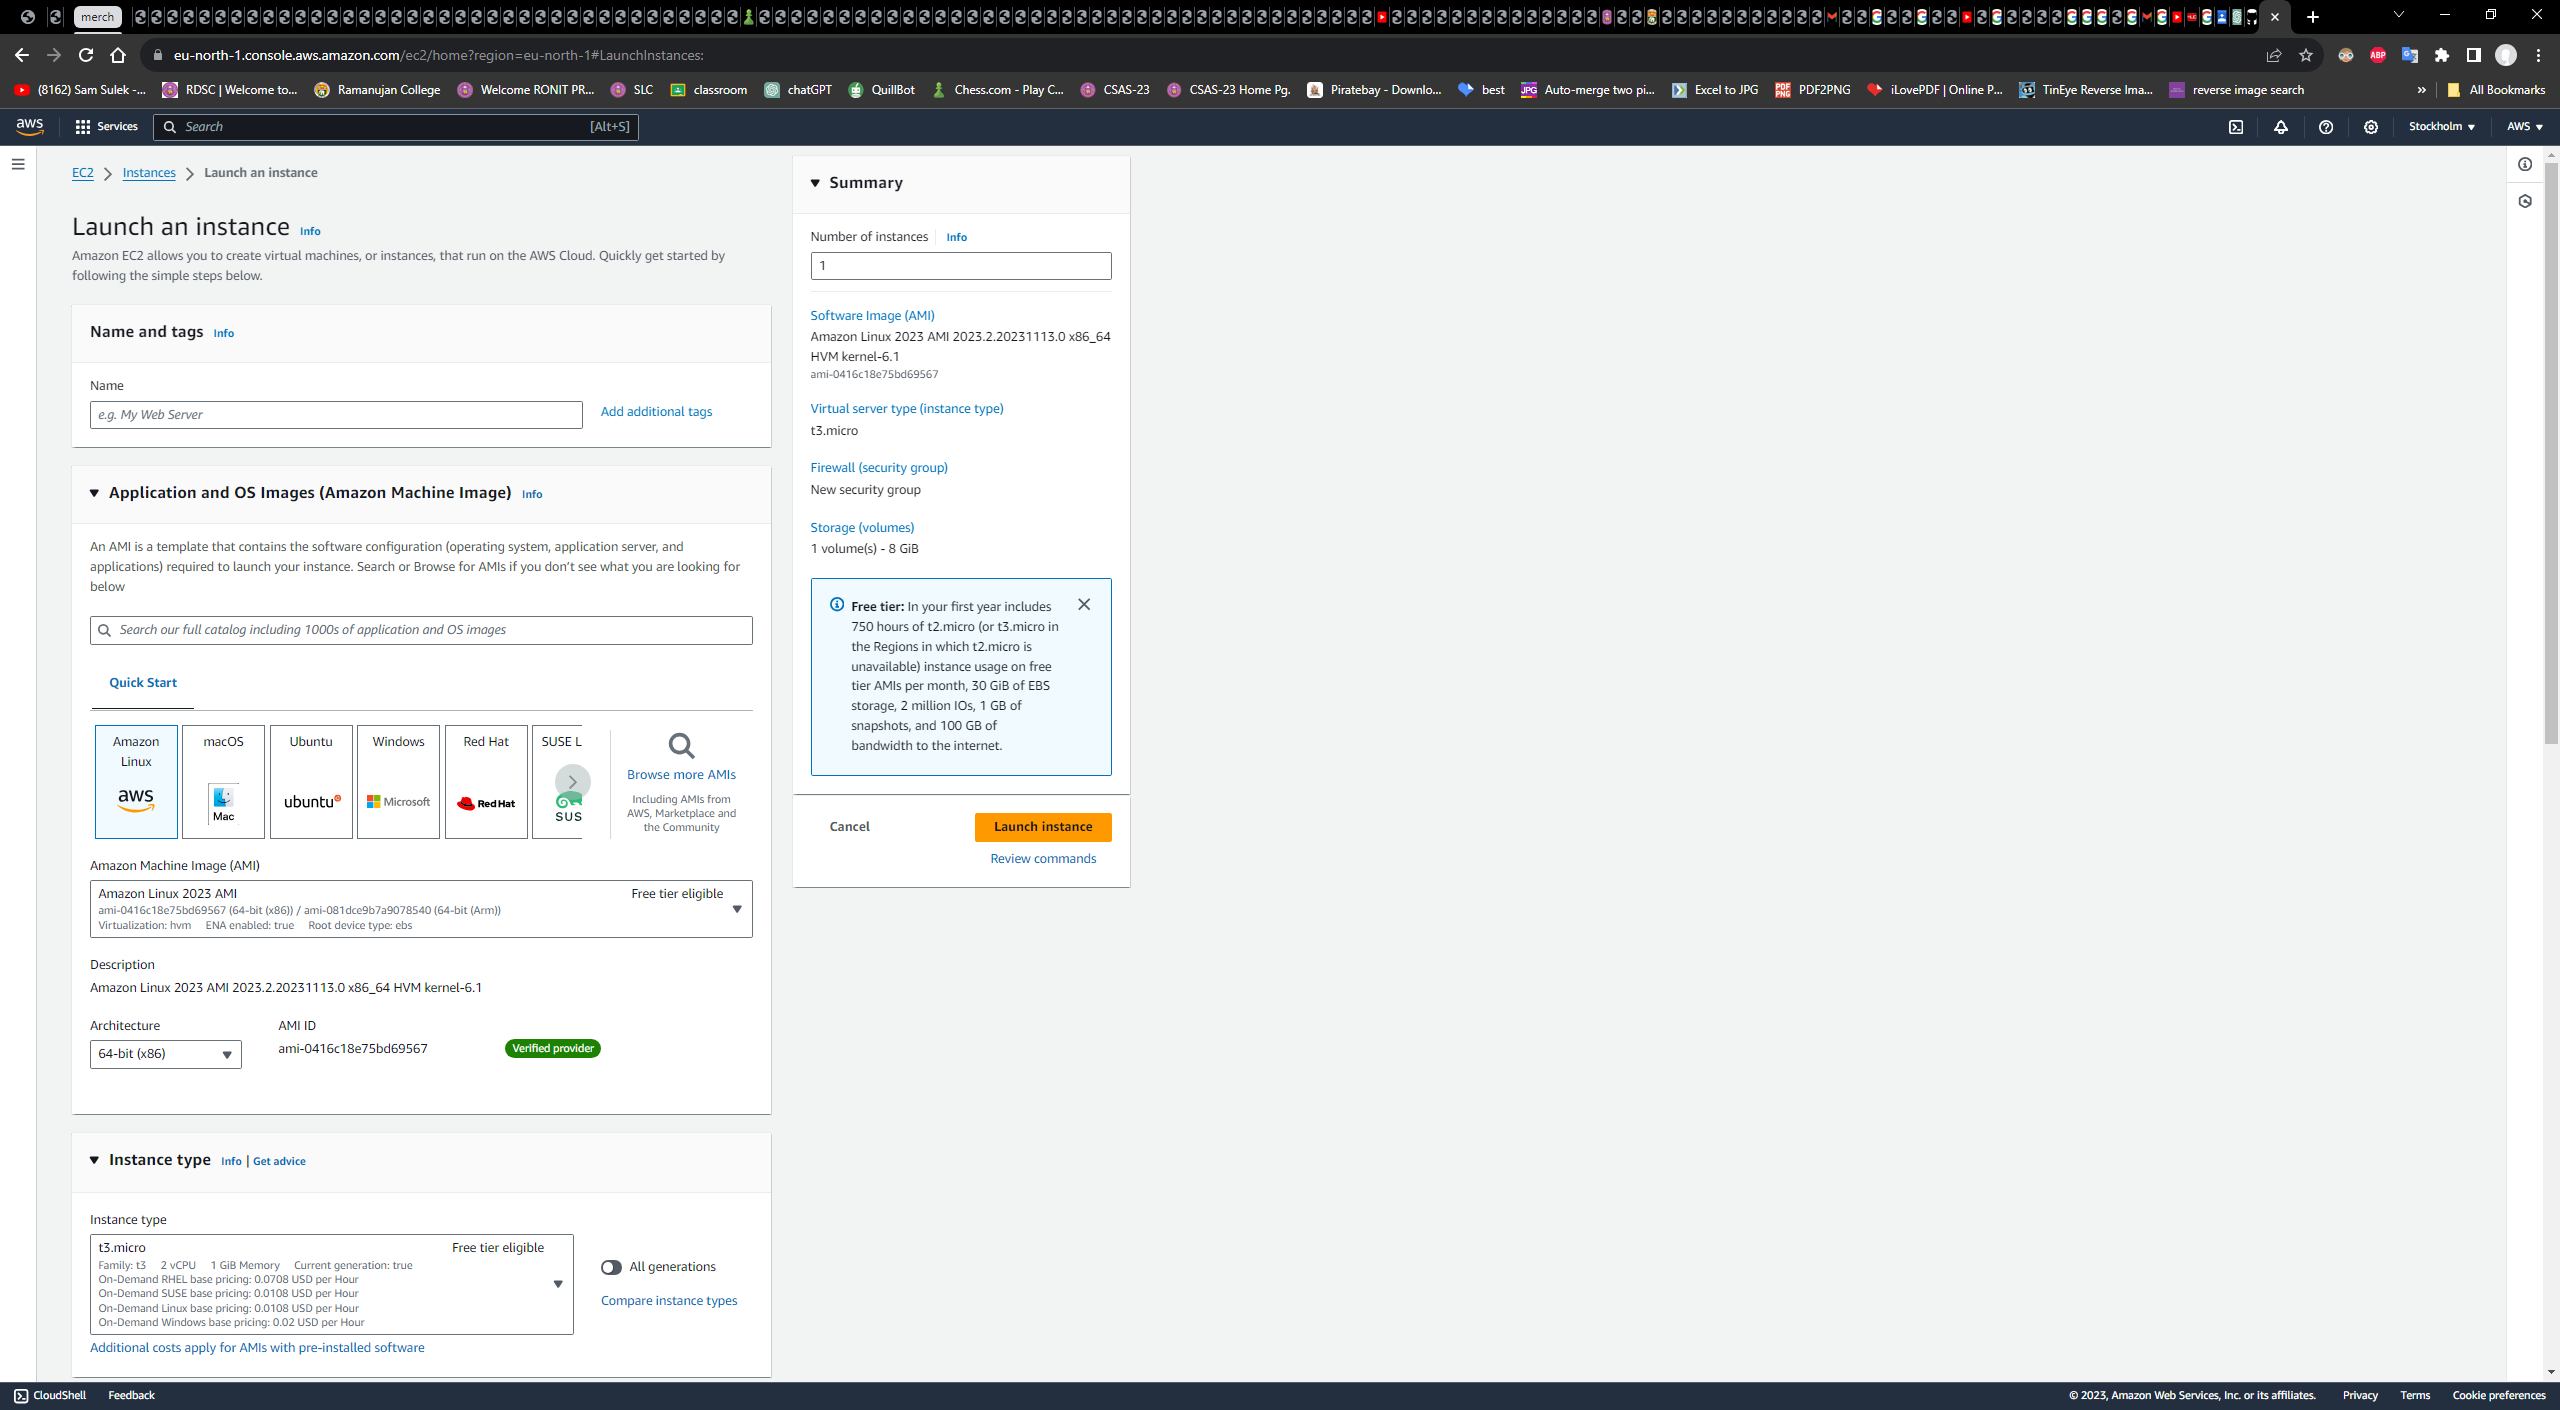 merch
eu-north-1.console.aws.amazon.com/ec2/home?region=eu-north-1#LaunchInstances:
(8162) Sam Sulek -...
RDSC | Welcome to...
Ramanujan College
Welcome RONIT PR...
SLC
classroom
chatGPT
QuillBot
Chess.com - Play C...
CSAS-23
CSAS-23 Home Pg.
Piratebay - Downlo...
best
Auto-merge two pi...
Excel to JPG
PDF2PNG
iLovePDF | Online P...
TinEye Reverse Ima...
reverse image search
»
All Bookmarks
aws
Services
Search
[Alt+S]
Stockholm
AWS
EC2 > Instances > Launch an instance
Launch an instance Info
Amazon EC2 allows you to create virtual machines, or instances, that run on the AWS Cloud. Quickly get started by
following the simple steps below.
Name and tags Info
Name
e.g. My Web Server
Add additional tags
Application and OS Images (Amazon Machine Image) Info
An AMI is a template that contains the software configuration (operating system, application server, and
applications) required to launch your instance. Search or Browse for AMIs if you don't see what you are looking for
below
Search our full catalog including 1000s of application and OS images
Quick Start
Amazon
Linux
aws
macOS
Mac
Ubuntu
ubuntu
Windows
Microsoft
Red Hat
Red Hat
SUSE L
SUS
Browse more AMIs
Including AMIs from
AWS, Marketplace and
the Community
Amazon Machine Image (AMI)
Amazon Linux 2023 AMI
Free tier eligible
ami-0416c18e75bd69567 (64-bit (x86)) / ami-081dce9b7a9078540 (64-bit (Arm))
Virtualization: hvm ENA enabled: true Root device type: ebs
Description
Amazon Linux 2023 AMI 2023.2.20231113.0 x86_64 HVM kernel-6.1
Architecture
AMI ID
64-bit (x86)
ami-0416c18e75bd69567
Verified provider
Instance type Info | Get advice
Instance type
t3.micro
Free tier eligible
Family: t3 2 vCPU 1 GiB Memory Current generation: true
On-Demand RHEL base pricing: 0.0708 USD per Hour
On-Demand SUSE base pricing: 0.0108 USD per Hour
On-Demand Linux base pricing: 0.0108 USD per Hour
On-Demand Windows base pricing: 0.02 USD per Hour
All generations
Compare instance types
Additional costs apply for AMIs with pre-installed software
Summary
Number of instances Info
1
Software Image (AMI)
Amazon Linux 2023 AMI 2023.2.20231113.0 x86_64
HVM kernel-6.1
ami-0416c18e75bd69567
Virtual server type (instance type)
t3.micro
Firewall (security group)
New security group
Storage (volumes)
1 volume(s) - 8 GiB
Free tier: In your first year includes
750 hours of t2.micro (or t3.micro in
the Regions in which t2.micro is
unavailable) instance usage on free
tier AMIs per month, 30 GiB of EBS
storage, 2 million IOs, 1 GB of
snapshots, and 100 GB of
bandwidth to the internet.
Cancel
Launch instance
Review commands
CloudShell
Feedback
© 2023, Amazon Web Services, Inc. or its affiliates.
Privacy
Terms
Cookie preferences